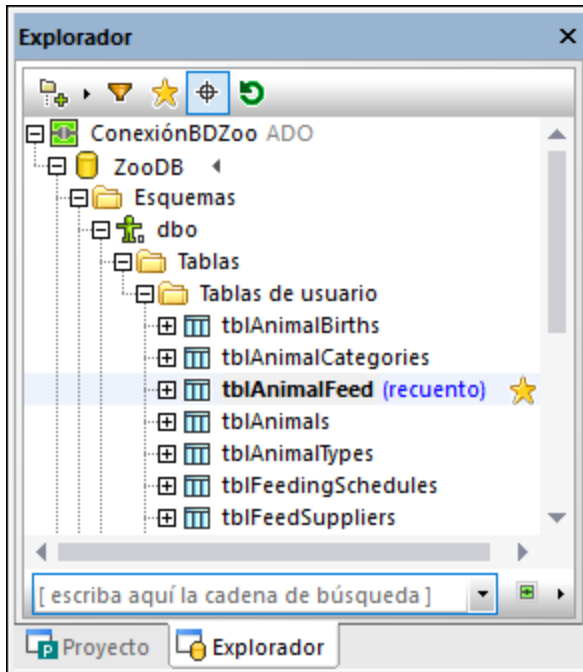 Explorador
ConexiónBDZoo ADO
ZooDB
Esquemas
dbo
Tablas
Tablas de usuario
tblAnimalBirths
tblAnimalCategories
tblAnimalFeed (recuento)
tblAnimals
tblAnimalTypes
tblFeedingSchedules
tblFeedSuppliers
[ escriba aquí la cadena de búsqueda ]
Proyecto Explorador